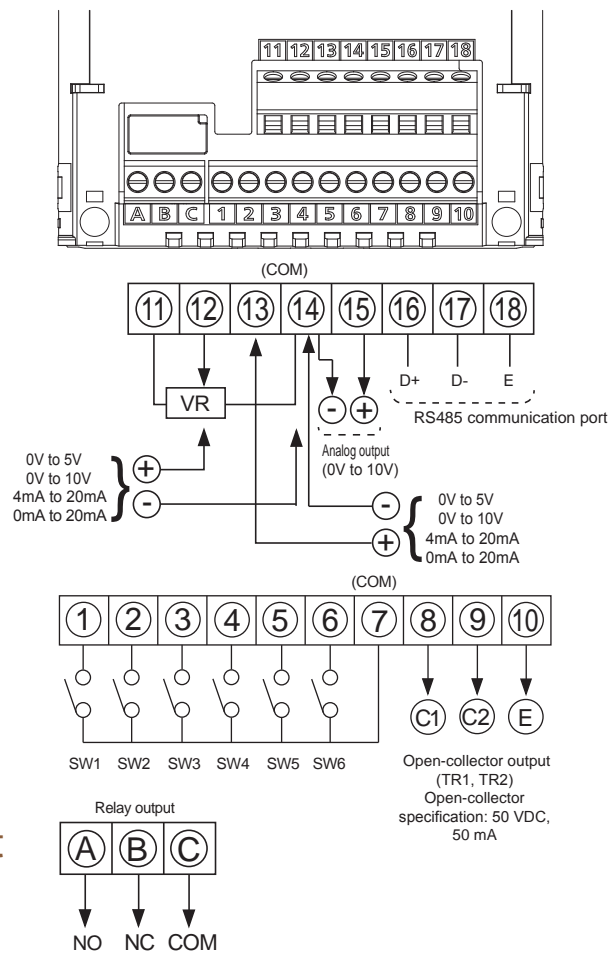 11 12 13 14 15 16 17 18
A B C 1 2 3 4 5 6 7 8 9 10
(COM)
11 12 13 14 15 16 17 18
D+ D- E
RS485 communication port
VR
- +
Analog output
(0V to 10V)
0V to 5V
0V to 10V
4mA to 20mA
0mA to 20mA
+
-
-
+
0V to 5V
0V to 10V
4mA to 20mA
0mA to 20mA
(COM)
1 2 3 4 5 6 7 8 9 10
C1 C2 E
SW1 SW2 SW3 SW4 SW5 SW6
Open-collector output
(TR1, TR2)
Open-collector
specification: 50 VDC,
50 mA
Relay output
A B C
NO NC COM